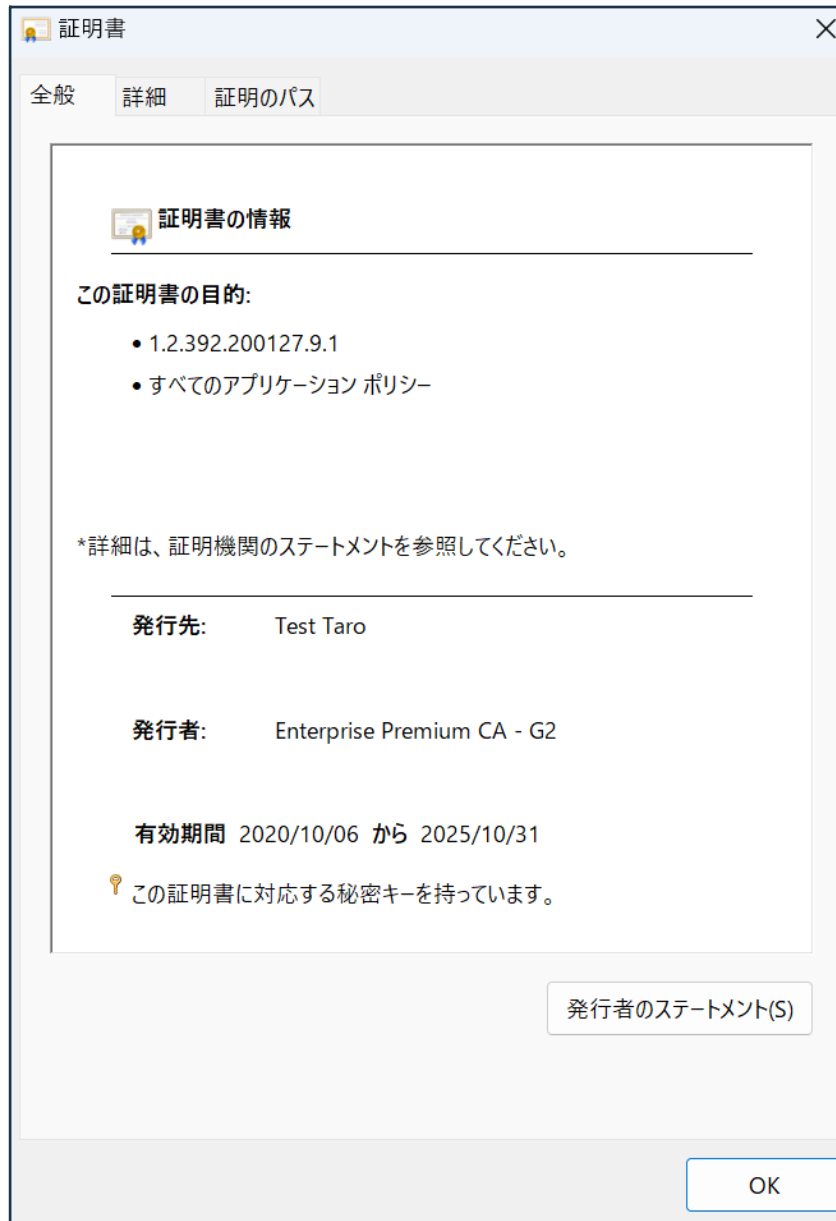 証明書
全般 詳細 証明のパス
証明書の情報
この証明書の目的:
• 1.2.392.200127.9.1
• すべてのアプリケーション ポリシー
*詳細は、証明機関のステートメントを参照してください。
発行先: Test Taro
発行者: Enterprise Premium CA - G2
有効期間 2020/10/06 から 2025/10/31
この証明書に対応する秘密キーを持っています。
発行者のステートメント(S)
OK